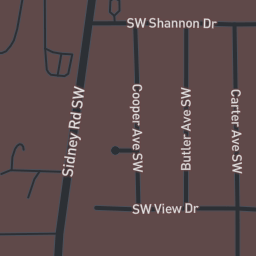 SW Shannon Dr
Sidney Rd SW
Cooper Ave SW
Butler Ave SW
Carter Ave SW
SW View Dr